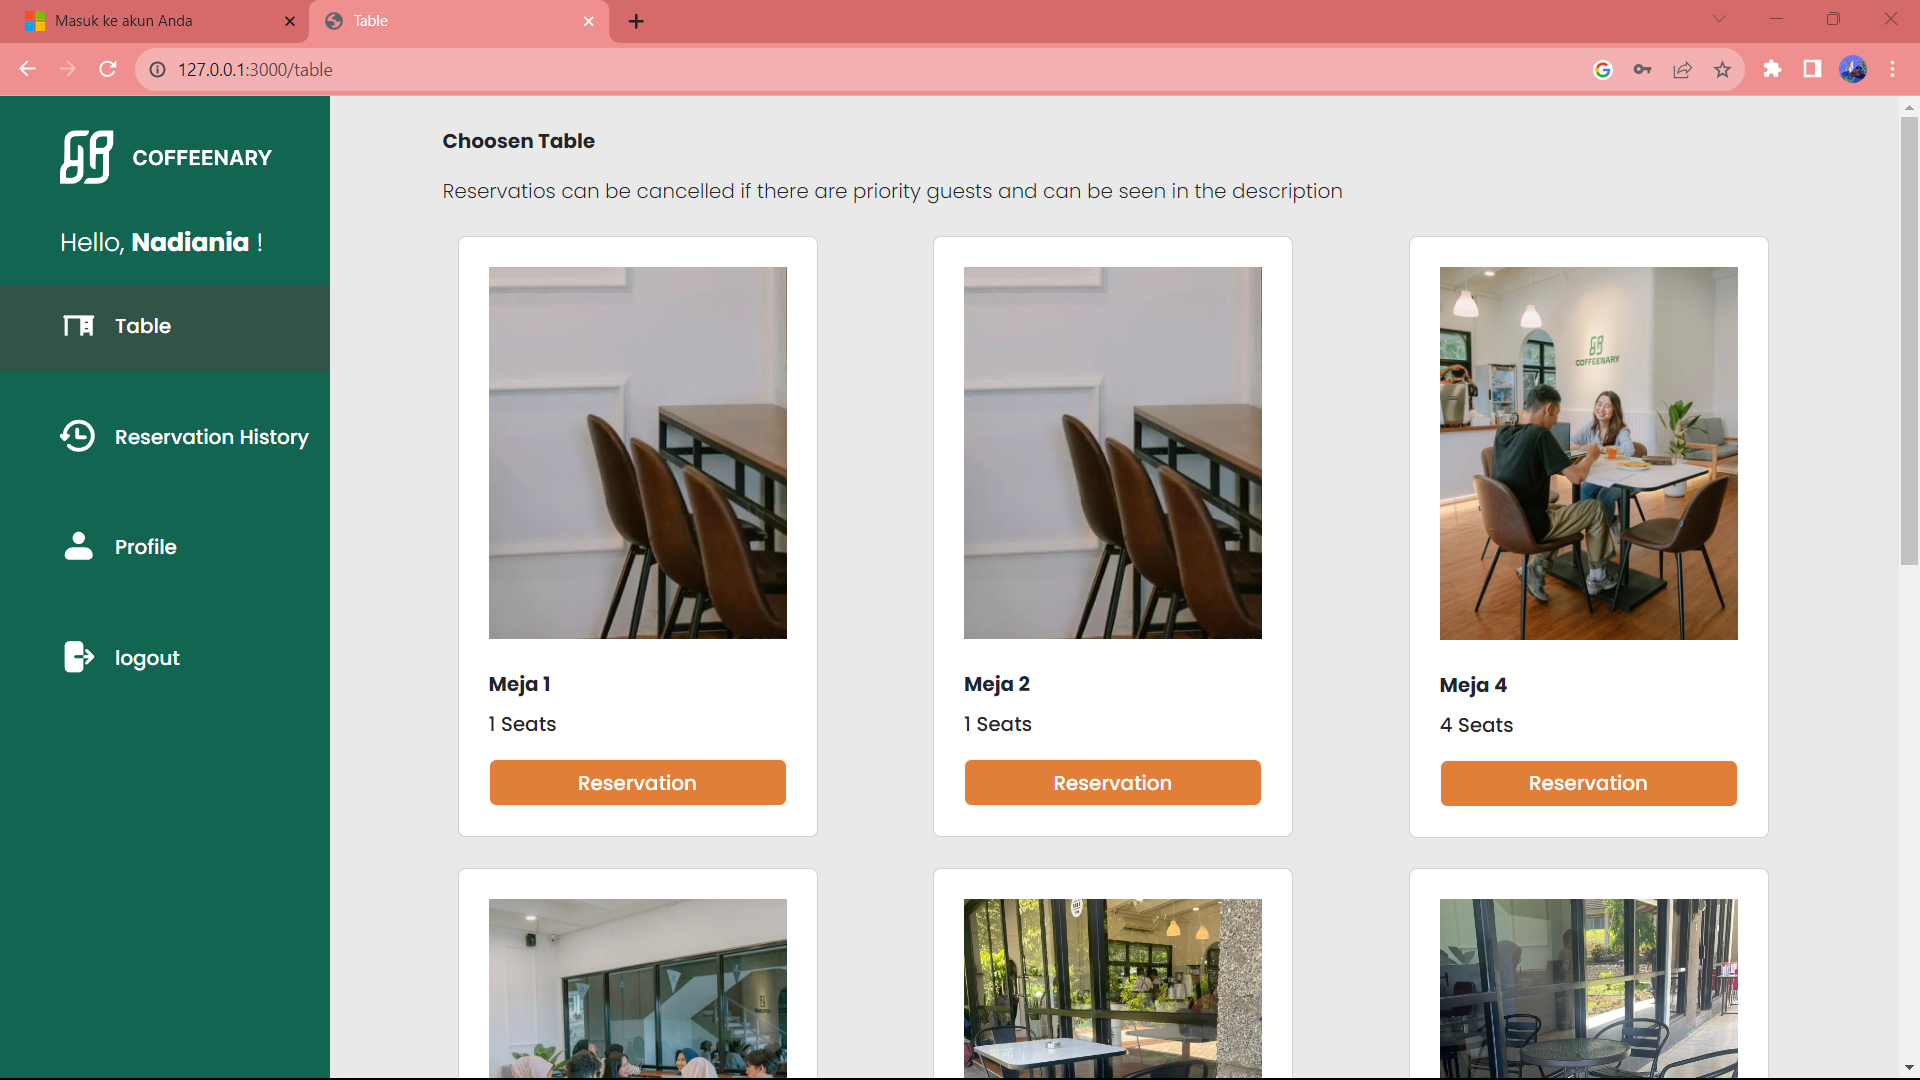 Masuk ke akun Anda
Table
127.0.0.1:3000/table
COFFEENARY
Hello, Nadiania !
Table
Reservation History
Profile
logout
Choosen Table
Reservatios can be cancelled if there are priority guests and can be seen in the description
COFFEENARY
Meja 1
1 Seats
Reservation
Meja 2
1 Seats
Reservation
Meja 4
4 Seats
Reservation